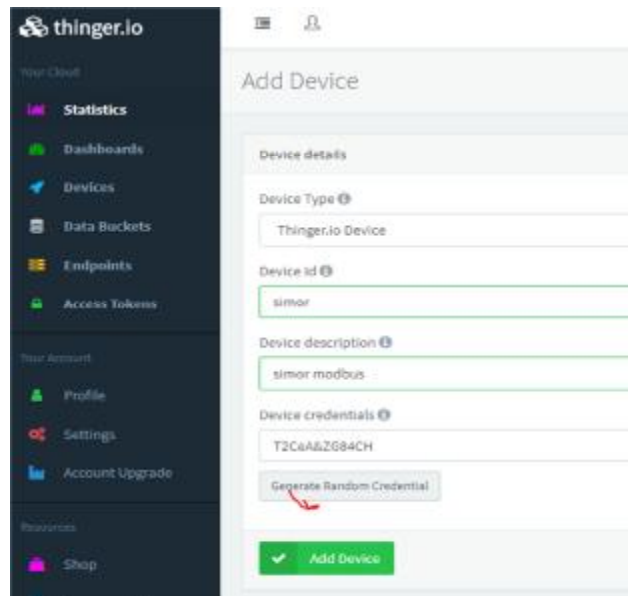 thinger.io
Your Cloud
Statistics
Dashboards
Devices
Data Buckets
Endpoints
Access Tokens
Your Account
Profile
Settings
Account Upgrade
Resources
Shop
Add Device
Device details
Device Type
Thinger.io Device
Device id
simor
Device description
simor modbus
Device credentials
T2CeA&ZG84CH
Generate Random Credential
Add Device